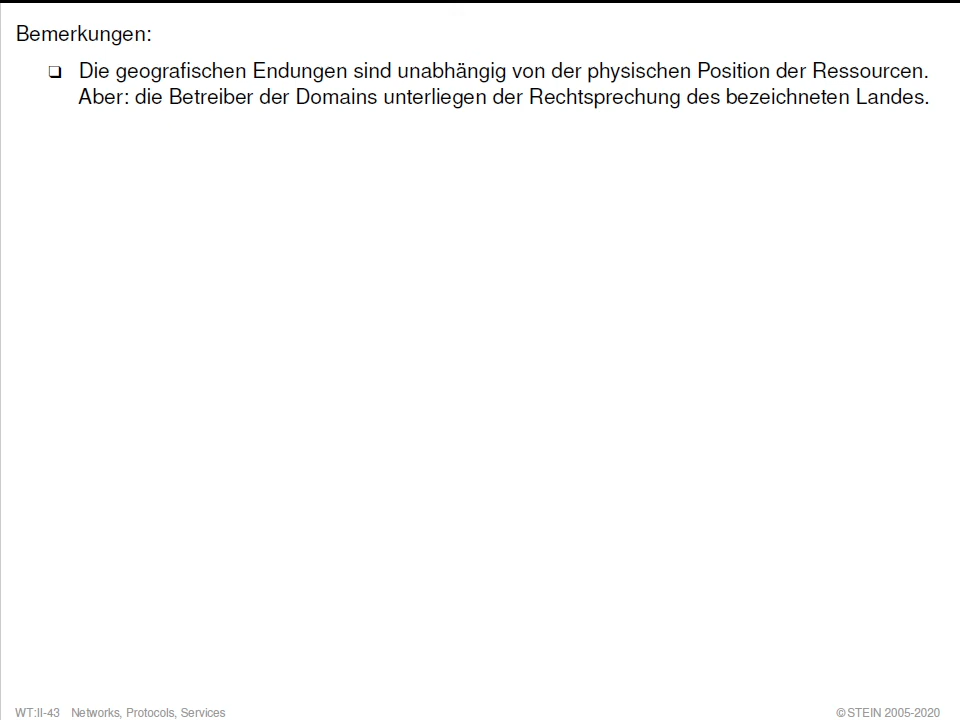 Bemerkungen:
❑ Die geografischen Endungen sind unabhängig von der physischen Position der Ressourcen.
Aber: die Betreiber der Domains unterliegen der Rechtsprechung des bezeichneten Landes.
WT:II-43 Networks, Protocols, Services
©STEIN 2005-2020